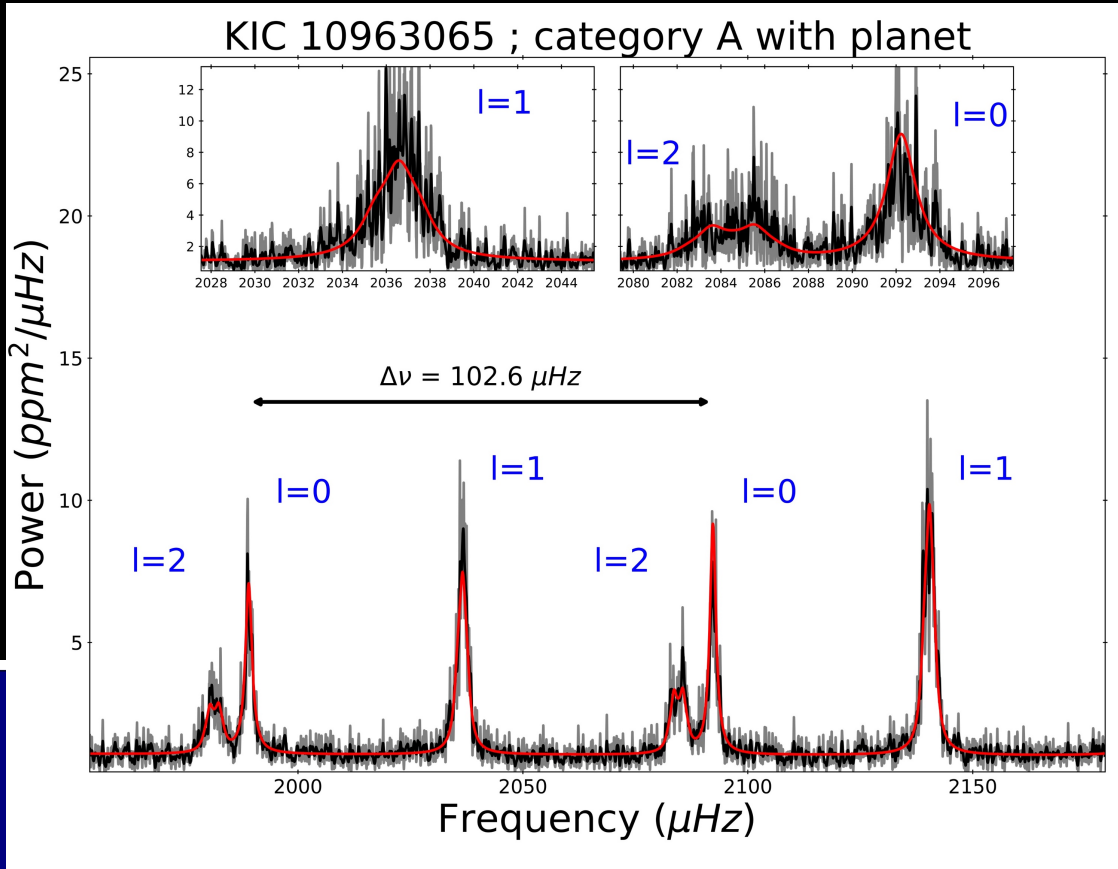 KIC 10963065 ; category A with planet
l=1
12
10
8
6
4
2
2028 2030 2032 2034 2036 2038 2040 2042 2044
l=0
l=2
2080 2082 2084 2086 2088 2090 2092 2094 2096
25
20
15
10
5
Δν = 102.6 μHz
l=2
l=0
l=1
l=2
l=0
l=1
2000 2050 2100 2150
Power (ppm²/μHz)
Frequency (μHz)